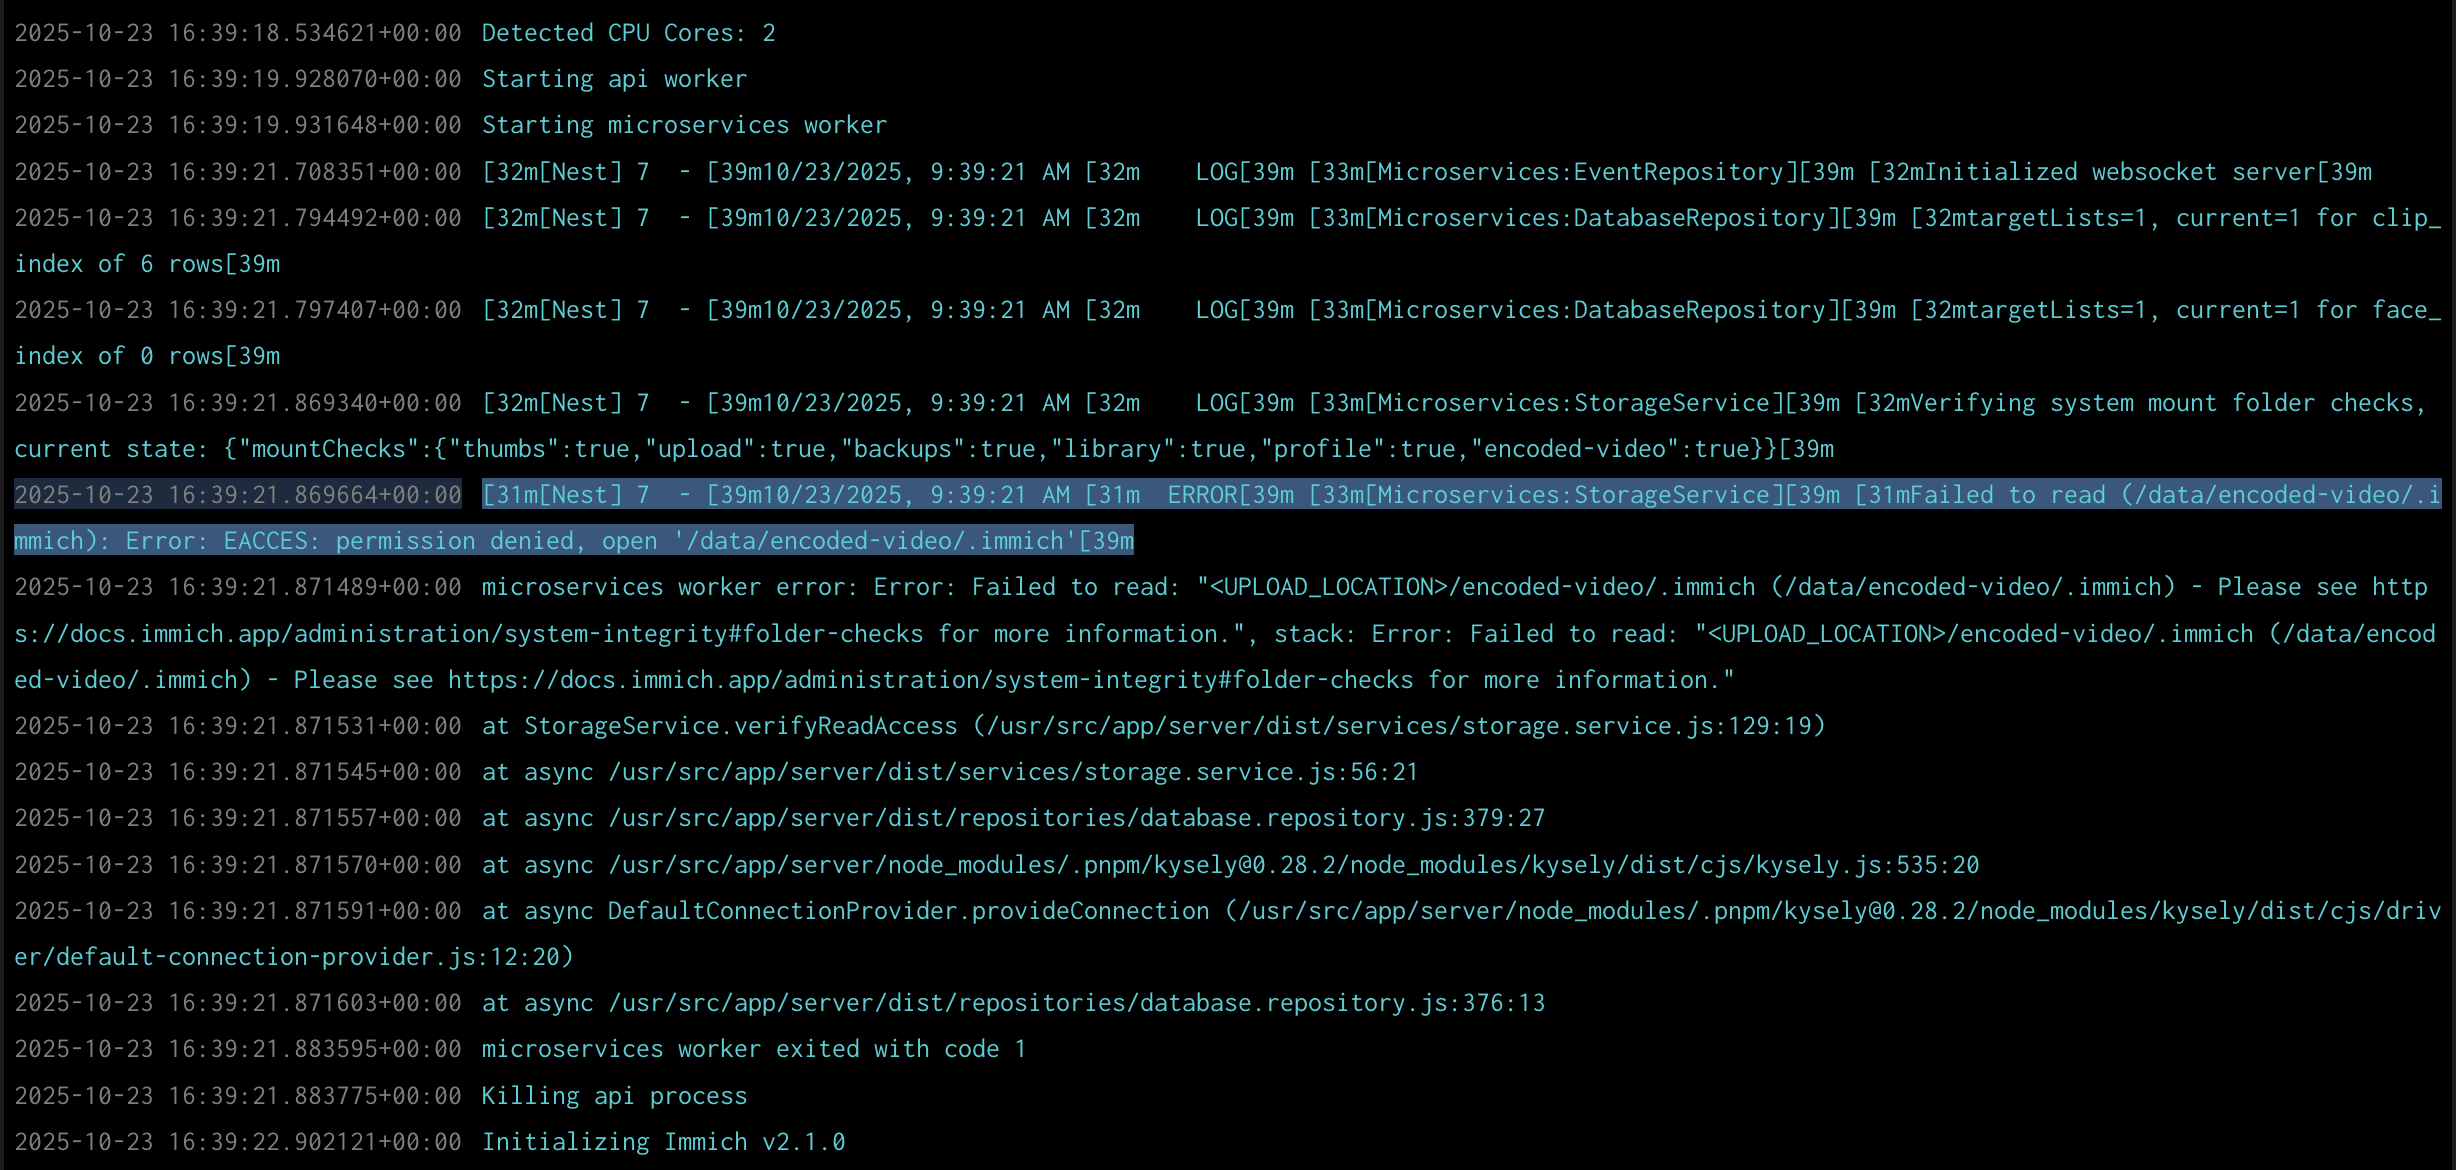 2025-10-23 16:39:18.534621+00:00 Detected CPU Cores: 2
2025-10-23 16:39:19.928070+00:00 Starting api worker
2025-10-23 16:39:19.931648+00:00 Starting microservices worker
2025-10-23 16:39:21.708351+00:00 [32m[Nest] 7  - [39m10/23/2025, 9:39:21 AM [32m    LOG[39m [33m[Microservices:EventRepository][39m [32mInitialized websocket server[39m
2025-10-23 16:39:21.794492+00:00 [32m[Nest] 7  - [39m10/23/2025, 9:39:21 AM [32m    LOG[39m [33m[Microservices:DatabaseRepository][39m [32mtargetLists=1, current=1 for clip_
index of 6 rows[39m
2025-10-23 16:39:21.797407+00:00 [32m[Nest] 7  - [39m10/23/2025, 9:39:21 AM [32m    LOG[39m [33m[Microservices:DatabaseRepository][39m [32mtargetLists=1, current=1 for face_
index of 0 rows[39m
2025-10-23 16:39:21.869340+00:00 [32m[Nest] 7  - [39m10/23/2025, 9:39:21 AM [32m    LOG[39m [33m[Microservices:StorageService][39m [32mVerifying system mount folder checks,
current state: {"mountChecks":{"thumbs":true,"upload":true,"backups":true,"library":true,"profile":true,"encoded-video":true}}[39m
2025-10-23 16:39:21.869664+00:00 [31m[Nest] 7  - [39m10/23/2025, 9:39:21 AM [31m  ERROR[39m [33m[Microservices:StorageService][39m [31mFailed to read (/data/encoded-video/.i
mmich): Error: EACCES: permission denied, open '/data/encoded-video/.immich'[39m
2025-10-23 16:39:21.871489+00:00 microservices worker error: Error: Failed to read: "<UPLOAD_LOCATION>/encoded-video/.immich (/data/encoded-video/.immich) - Please see http
s://docs.immich.app/administration/system-integrity#folder-checks for more information.", stack: Error: Failed to read: "<UPLOAD_LOCATION>/encoded-video/.immich (/data/encod
ed-video/.immich) - Please see https://docs.immich.app/administration/system-integrity#folder-checks for more information."
2025-10-23 16:39:21.871531+00:00 at StorageService.verifyReadAccess (/usr/src/app/server/dist/services/storage.service.js:129:19)
2025-10-23 16:39:21.871545+00:00 at async /usr/src/app/server/dist/services/storage.service.js:56:21
2025-10-23 16:39:21.871557+00:00 at async /usr/src/app/server/dist/repositories/database.repository.js:379:27
2025-10-23 16:39:21.871570+00:00 at async /usr/src/app/server/node_modules/.pnpm/kysely@0.28.2/node_modules/kysely/dist/cjs/kysely.js:535:20
2025-10-23 16:39:21.871591+00:00 at async DefaultConnectionProvider.provideConnection (/usr/src/app/server/node_modules/.pnpm/kysely@0.28.2/node_modules/kysely/dist/cjs/driv
er/default-connection-provider.js:12:20)
2025-10-23 16:39:21.871603+00:00 at async /usr/src/app/server/dist/repositories/database.repository.js:376:13
2025-10-23 16:39:21.883595+00:00 microservices worker exited with code 1
2025-10-23 16:39:21.883775+00:00 Killing api process
2025-10-23 16:39:22.902121+00:00 Initializing Immich v2.1.0